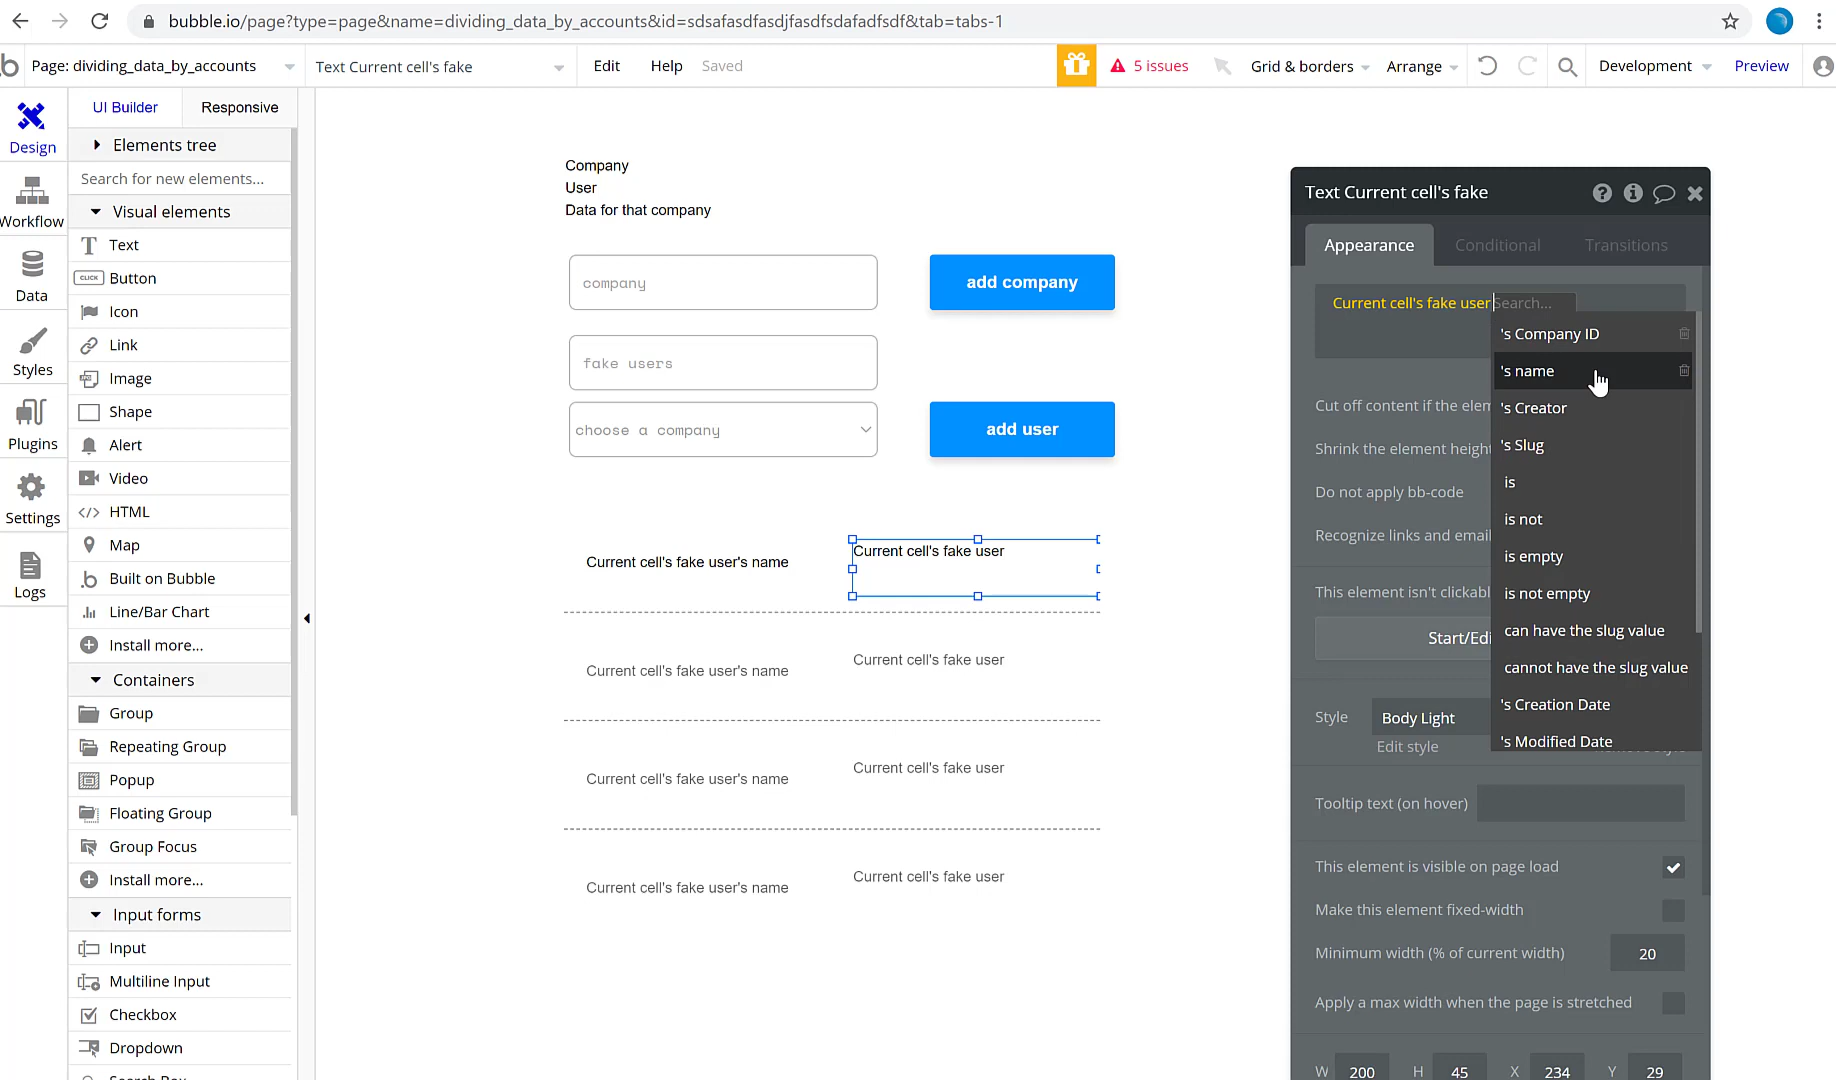 bubble.io/page?type=page&name=dividing_data_by_accounts&id=sdsafasdfasdjfasdfsdafadfsdf&tab=tabs-1
Page: dividing_data_by_accounts
Text Current cell's fake
Edit
Help
Saved
5 issues
Grid & borders
Arrange
Development
Preview
Design
Workflow
Data
Styles
Plugins
Settings
Logs
UI Builder
Responsive
Elements tree
Search for new elements...
Visual elements
Text
CLICK Button
Icon
Link
Image
Shape
Alert
Video
</> HTML
Map
Built on Bubble
Line/Bar Chart
Install more...
Containers
Group
Repeating Group
Popup
Floating Group
Group Focus
Install more...
Input forms
Input
Multiline Input
Checkbox
Dropdown
Company
User
Data for that company
company
add company
fake users
choose a company
add user
Current cell's fake user's name
Current cell's fake user
Current cell's fake user's name
Current cell's fake user
Current cell's fake user's name
Current cell's fake user
Current cell's fake user's name
Current cell's fake user
Text Current cell's fake
Appearance
Conditional
Transitions
Current cell's fake user
Search...
's Company ID
's name
's Creator
's Slug
is
is not
is empty
is not empty
can have the slug value
cannot have the slug value
's Creation Date
's Modified Date
Cut off content if the elem
Shrink the element height
Do not apply bb-code
Recognize links and email
This element isn't clickabl
Start/Edi
Style
Body Light
Edit style
Tooltip text (on hover)
This element is visible on page load
Make this element fixed-width
Minimum width (% of current width)
20
Apply a max width when the page is stretched
W 200 H 45 X 234 Y 29